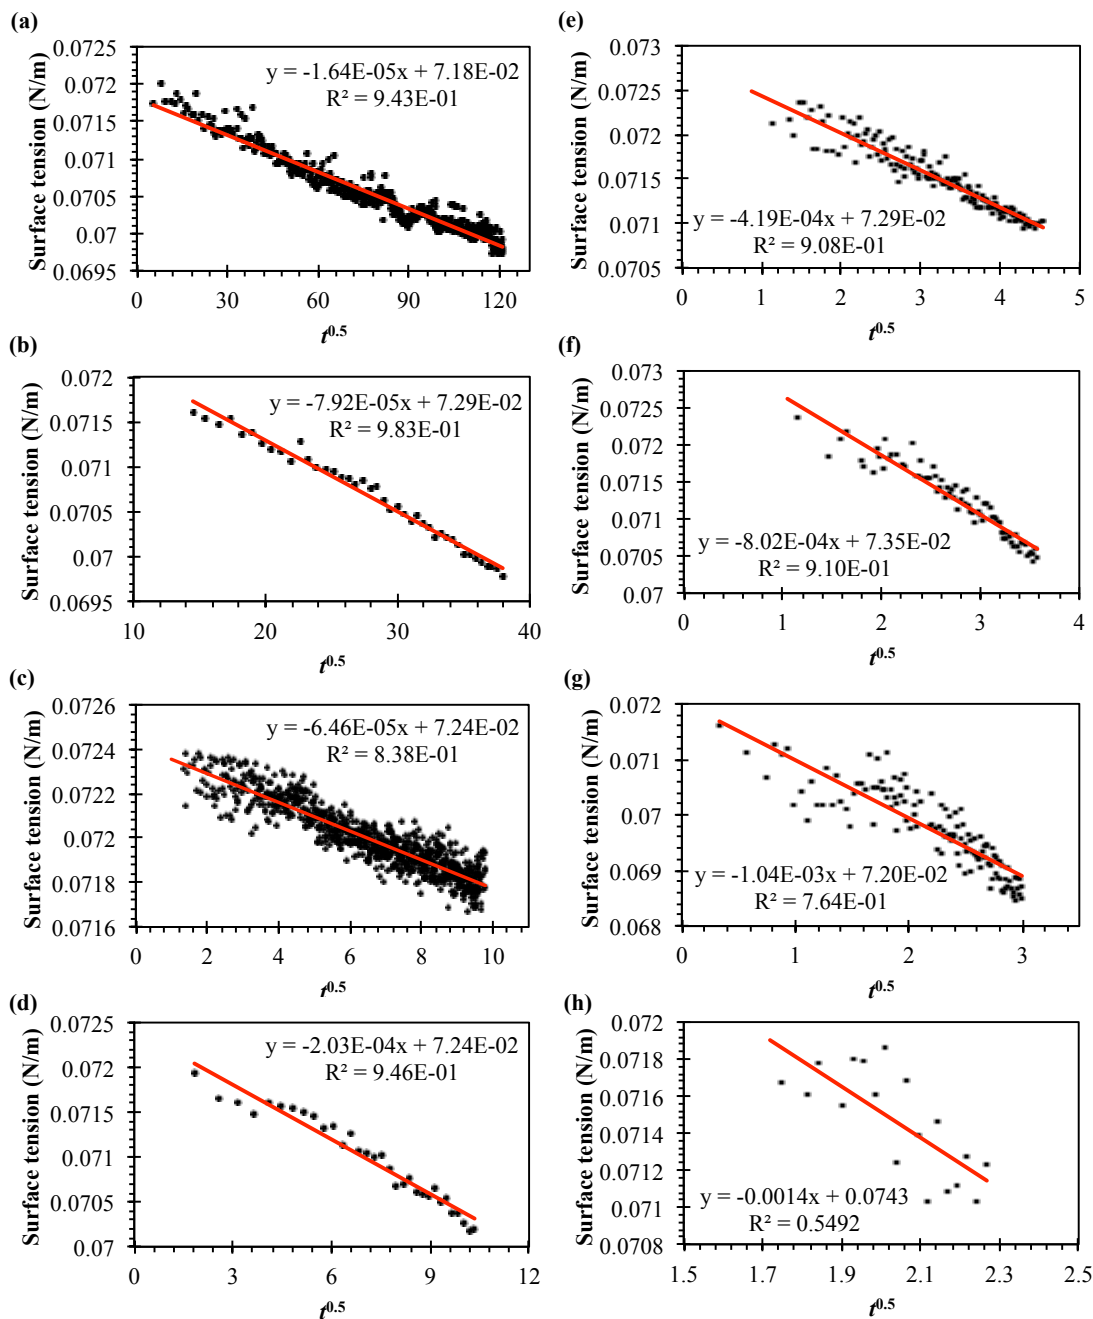 (a)
Surface tension (N/m)
0.0725
0.072
0.0715
0.071
0.0705
0.07
0.0695
y = -1.64E-05x + 7.18E-02
R² = 9.43E-01
0 30 60 90 120
t^0.5
(b)
Surface tension (N/m)
0.072
0.0715
0.071
0.0705
0.07
0.0695
y = -7.92E-05x + 7.29E-02
R² = 9.83E-01
10 20 30 40
t^0.5
(c)
Surface tension (N/m)
0.0726
0.0724
0.0722
0.072
0.0718
0.0716
y = -6.46E-05x + 7.24E-02
R² = 8.38E-01
0 2 4 6 8 10
t^0.5
(d)
Surface tension (N/m)
0.0725
0.072
0.0715
0.071
0.0705
0.07
y = -2.03E-04x + 7.24E-02
R² = 9.46E-01
0 3 6 9 12
t^0.5
(e)
Surface tension (N/m)
0.073
0.0725
0.072
0.0715
0.071
0.0705
y = -4.19E-04x + 7.29E-02
R² = 9.08E-01
0 1 2 3 4 5
t^0.5
(f)
Surface tension (N/m)
0.073
0.0725
0.072
0.0715
0.071
0.0705
0.07
y = -8.02E-04x + 7.35E-02
R² = 9.10E-01
0 1 2 3 4
t^0.5
(g)
Surface tension (N/m)
0.072
0.071
0.07
0.069
0.068
y = -1.04E-03x + 7.20E-02
R² = 7.64E-01
0 1 2 3
t^0.5
(h)
Surface tension (N/m)
0.072
0.0718
0.0716
0.0714
0.0712
0.071
0.0708
y = -0.0014x + 0.0743
R² = 0.5492
1.5 1.7 1.9 2.1 2.3 2.5
t^0.5